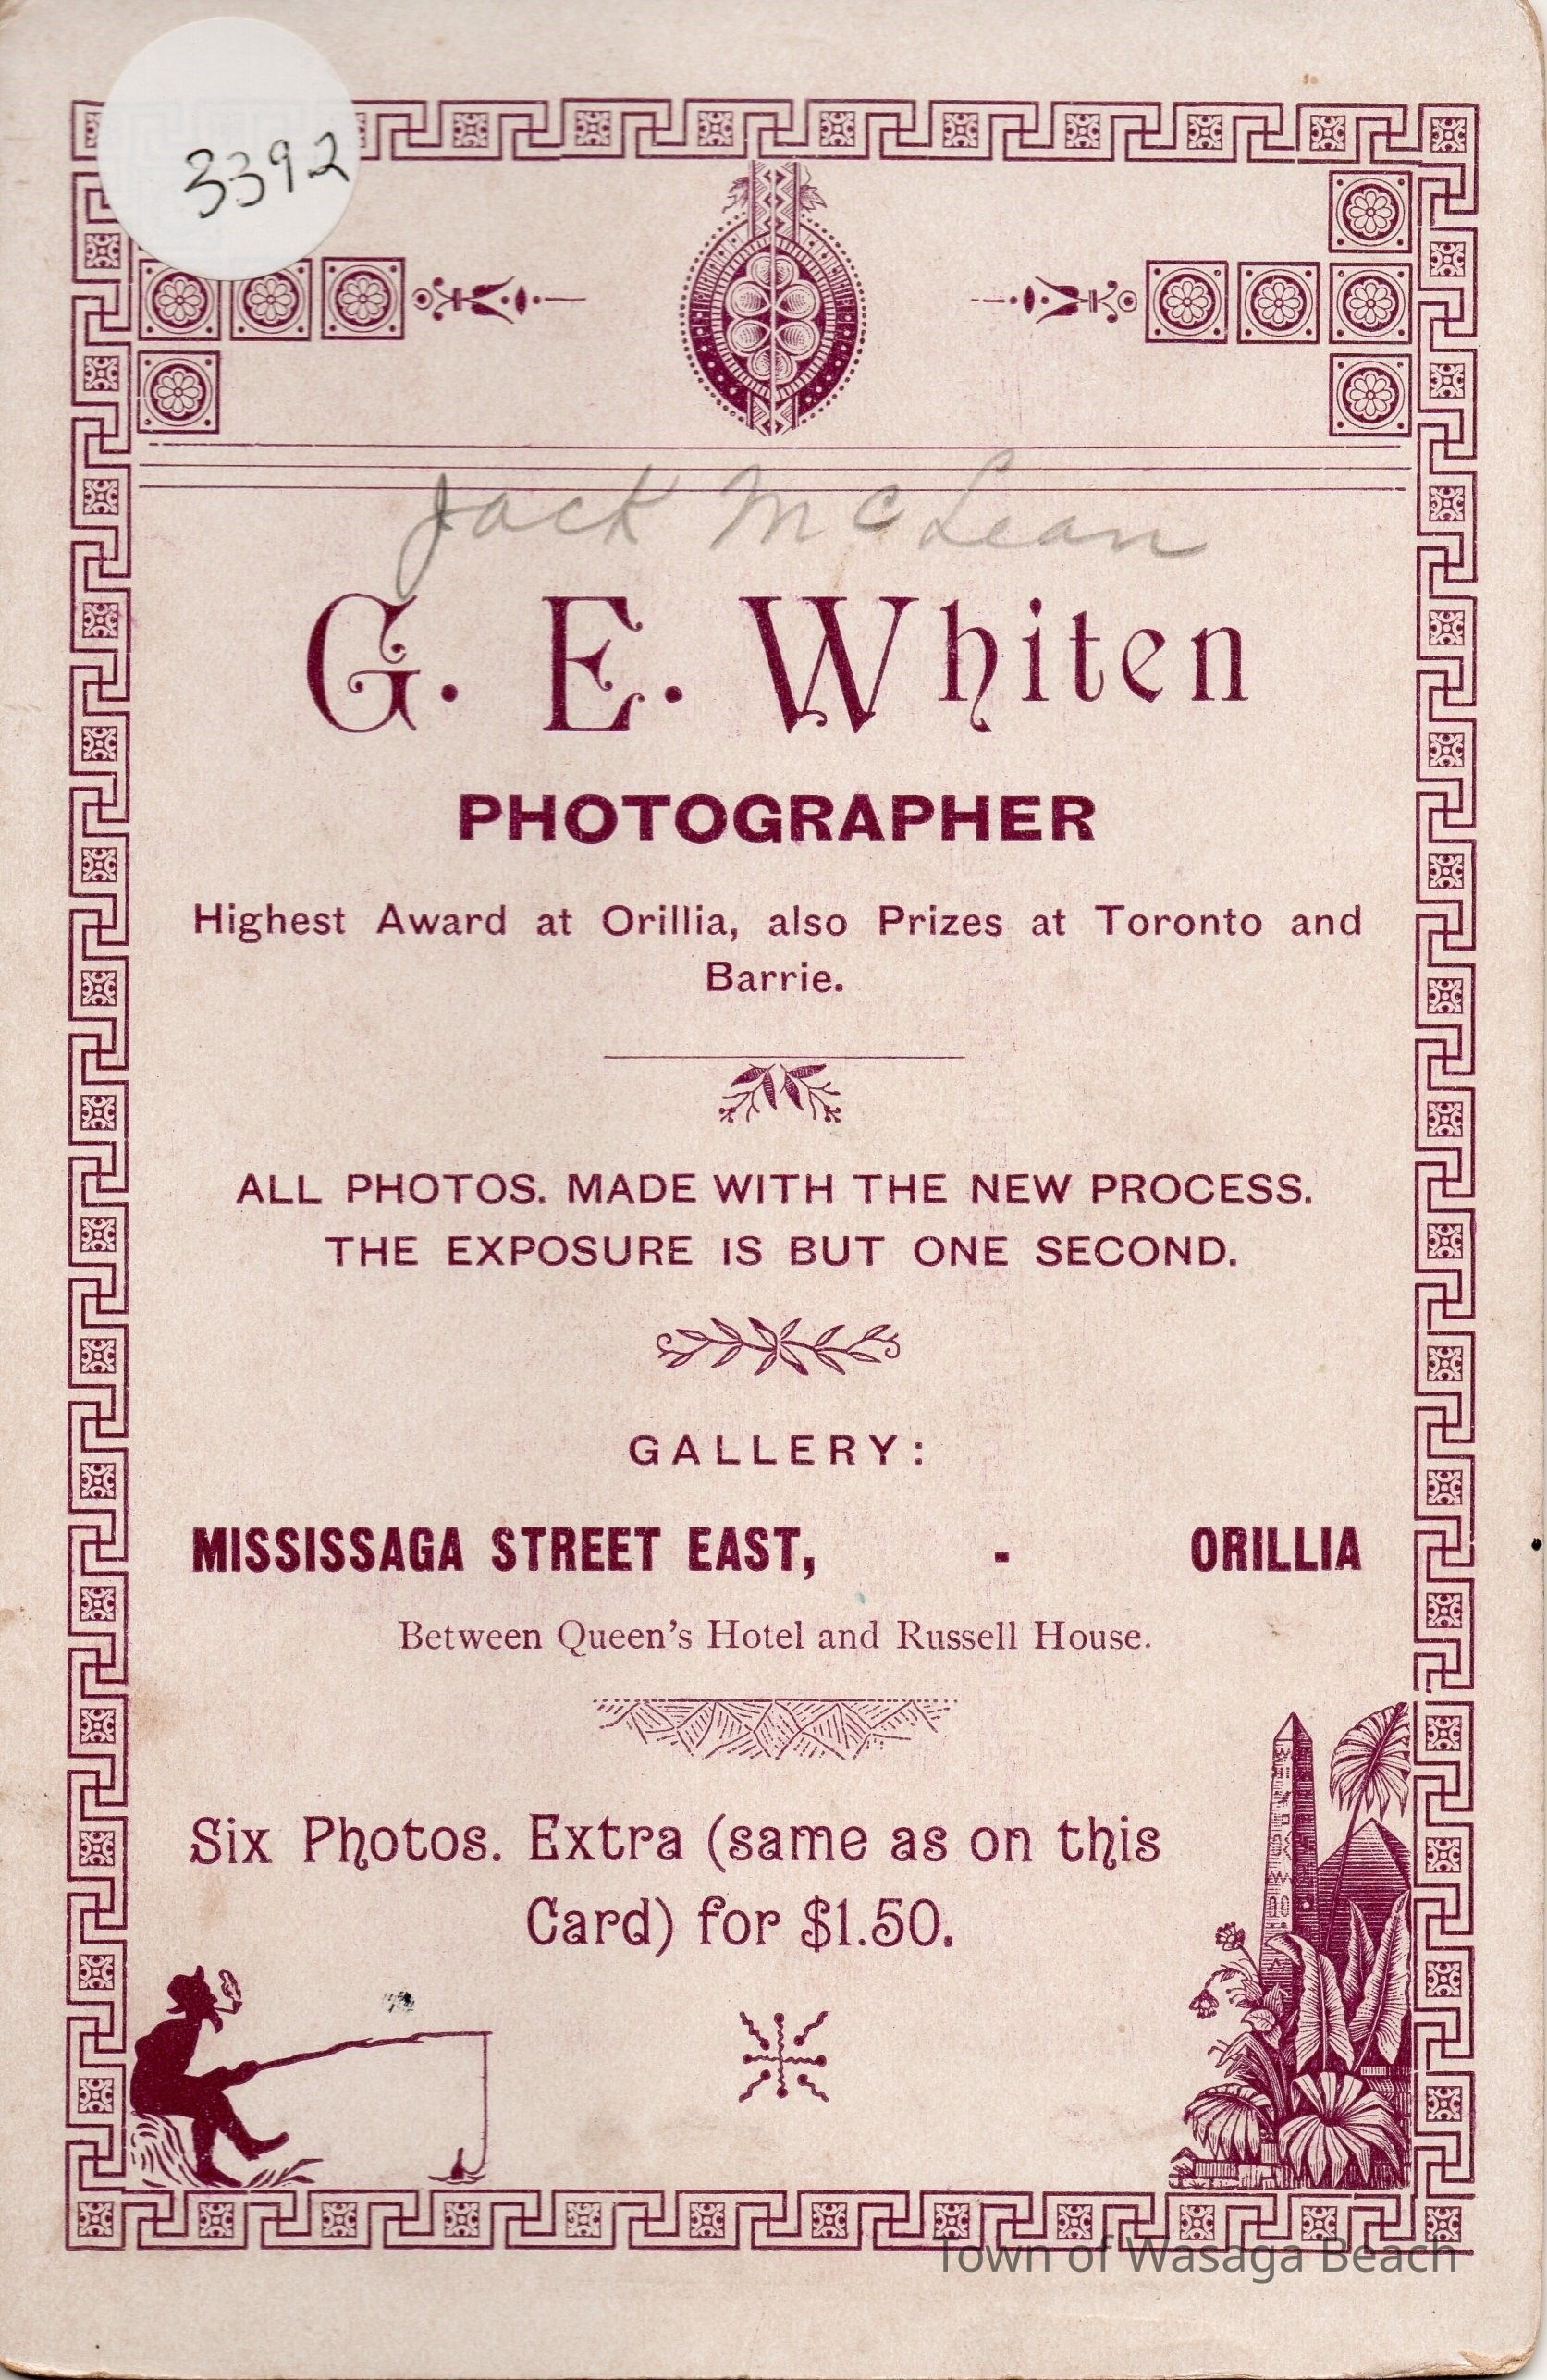 3392
Jack McLean
G. E. Whiten
PHOTOGRAPHER
Highest Award at Orillia, also Prizes at Toronto and
Barrie.
ALL PHOTOS. MADE WITH THE NEW PROCESS.
THE EXPOSURE IS BUT ONE SECOND.
GALLERY:
MISSISSAGA STREET EAST, - ORILLIA
Between Queen's Hotel and Russell House.
Six Photos. Extra (same as on this
Card) for $1.50.
Town of Wasaga Beach